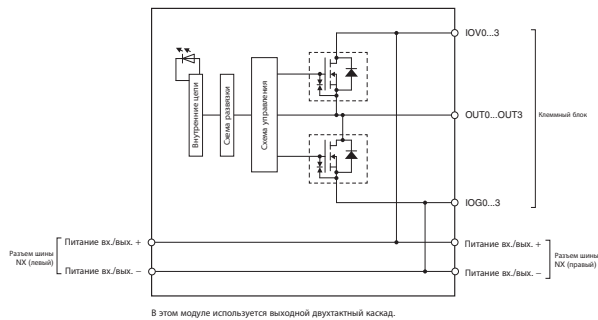 IOV0...3
Внутренние цепи
Схема развязки
Схема управления
OUT0...OUT3
Клеммный блок
IOG0...3
Разъем шины
NX (левый)
Питание вх./вых. +
Питание вх./вых. −
Питание вх./вых. +
Питание вх./вых. −
Разъем шины
NX (правый)
В этом модуле используется выходной двухтактный каскад.